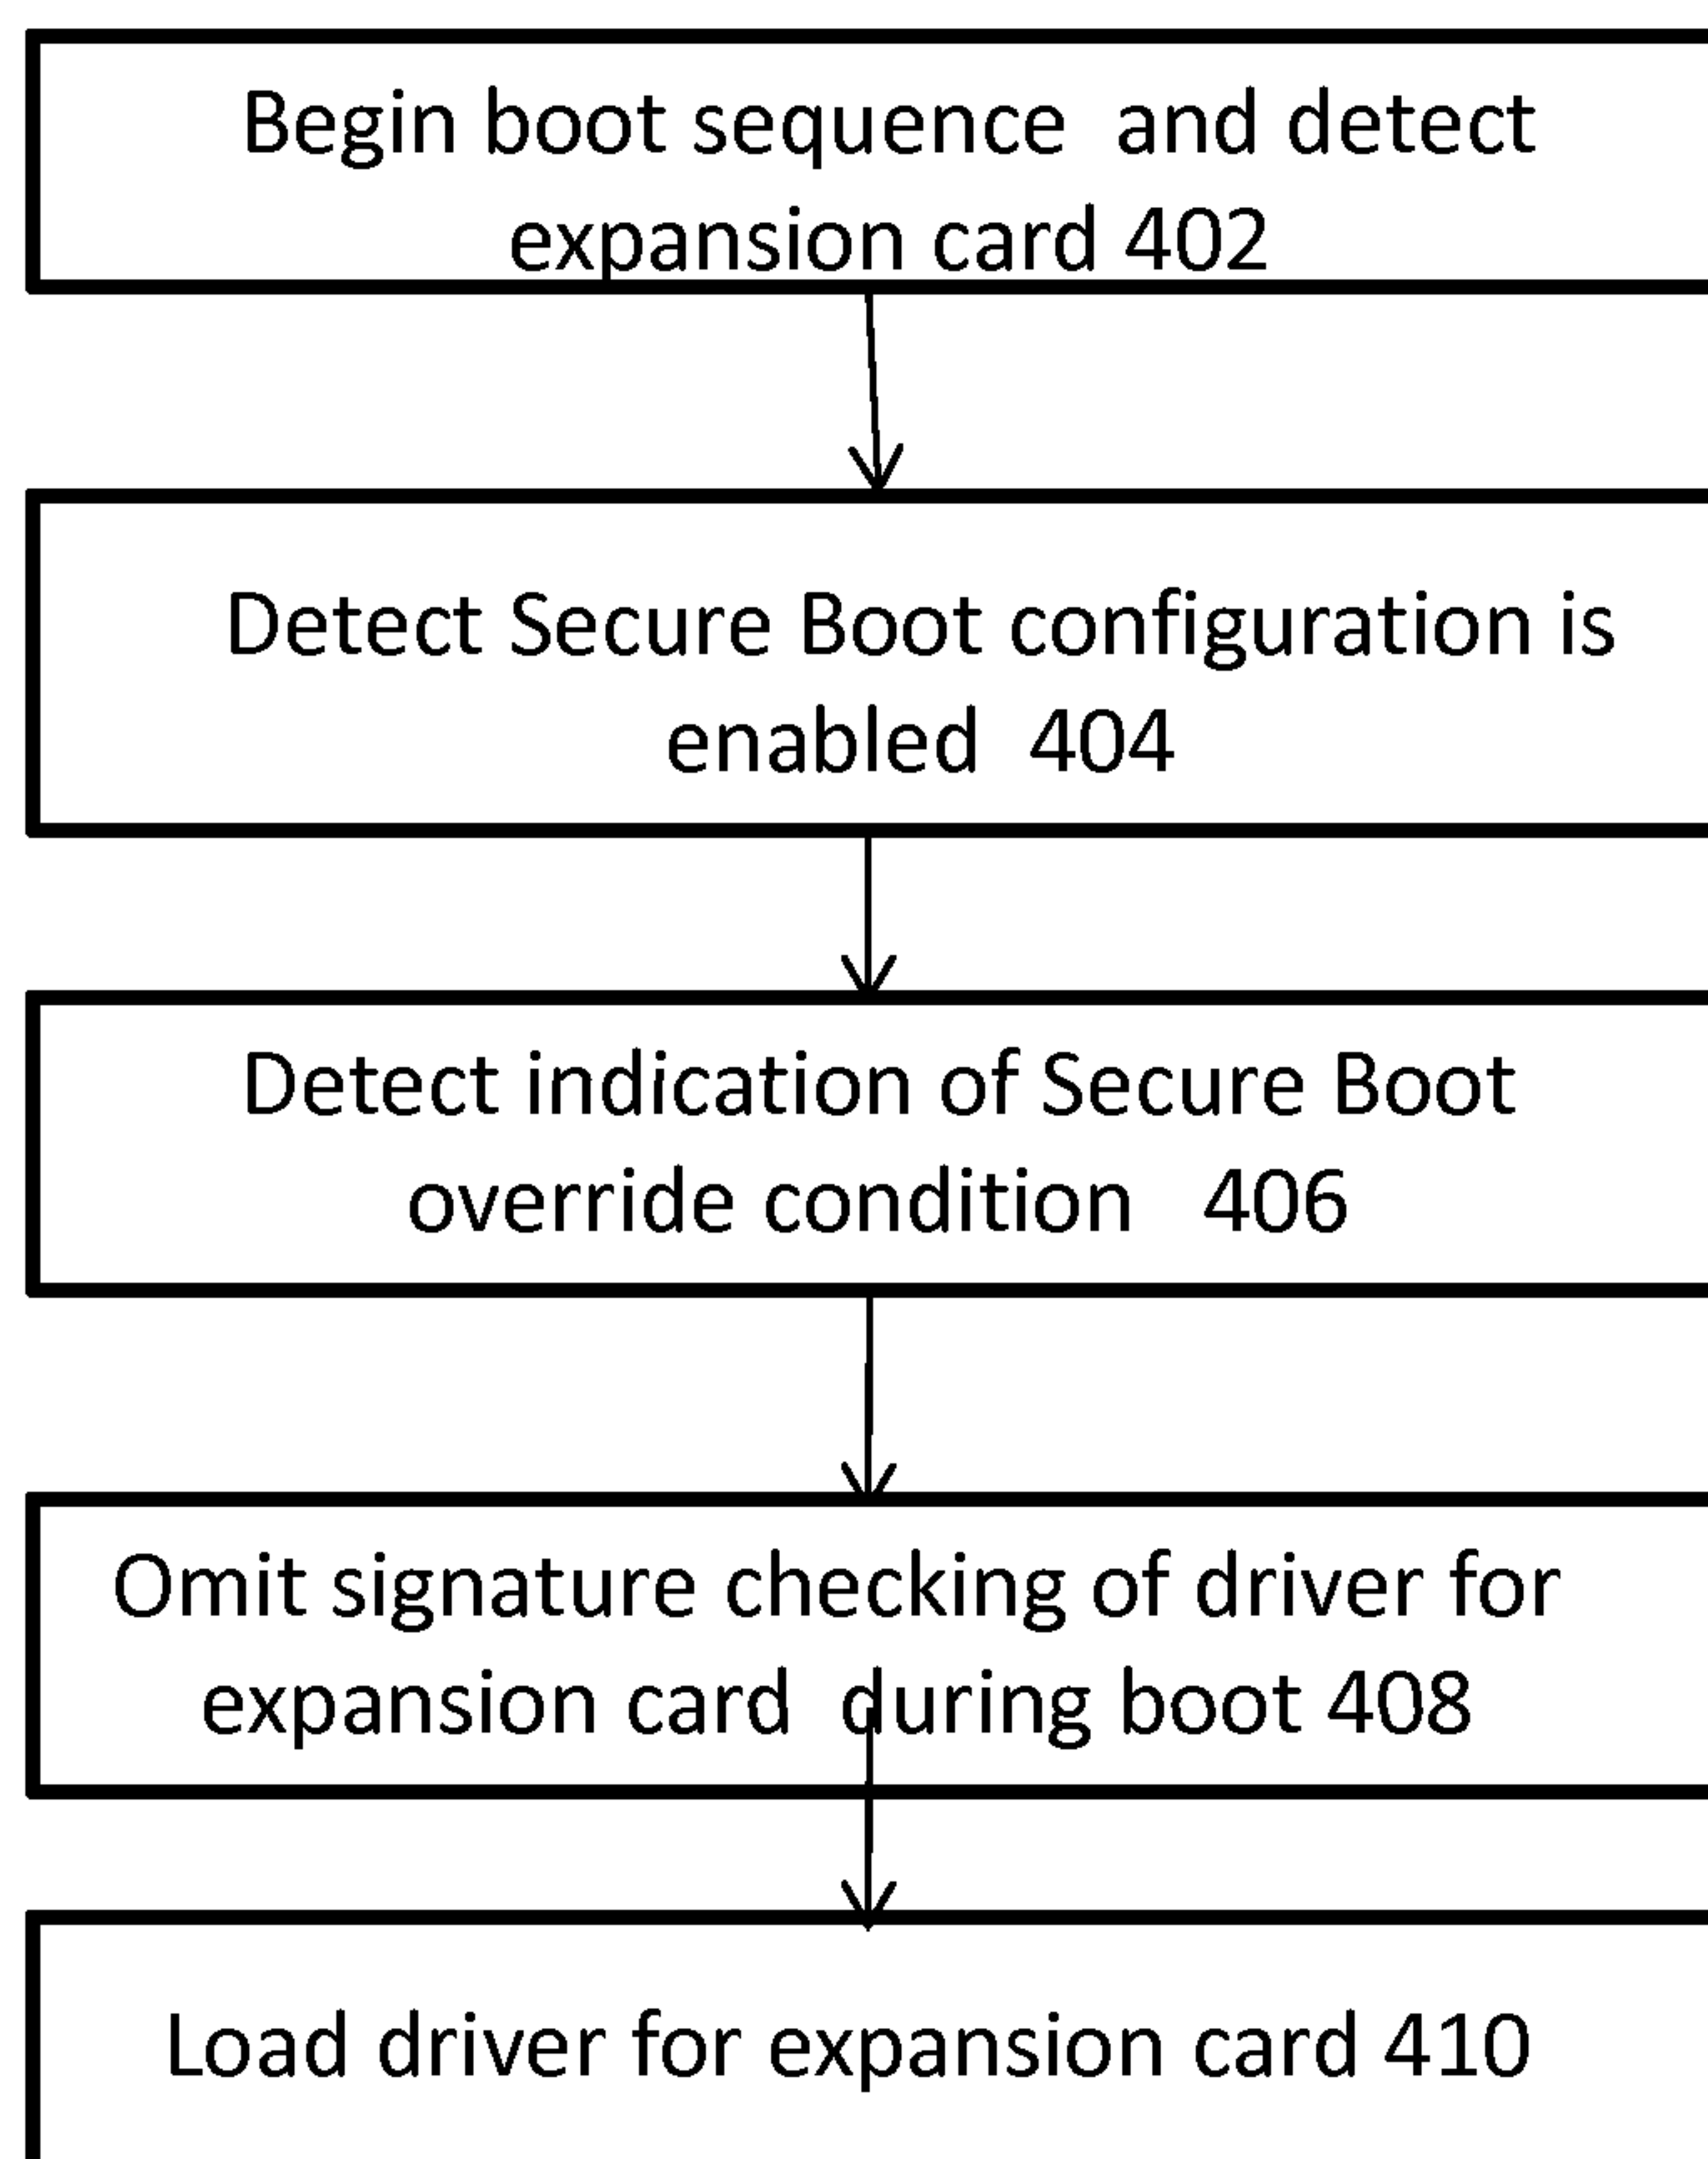 Begin boot sequence and detect
expansion card 402
Detect Secure Boot configuration is
enabled 404
Detect indication of Secure Boot
override condition 406
Omit signature checking of driver for
expansion card during boot 408
Load driver for expansion card 410